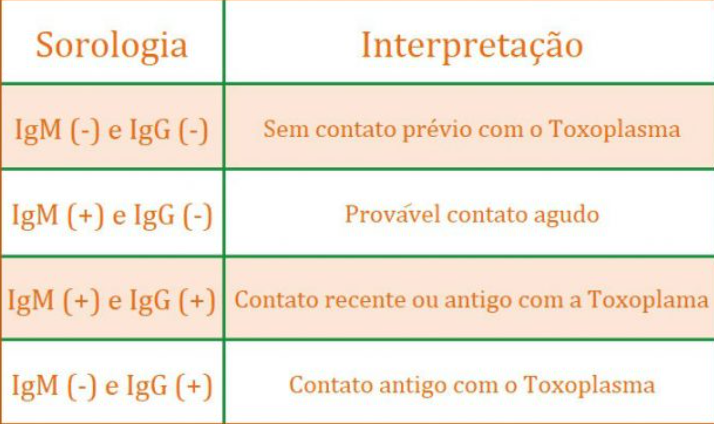 Sorologia Interpretação
IgM (-) e IgG (-) Sem contato prévio com o Toxoplasma
IgM (+) e IgG (-) Provável contato agudo
IgM (+) e IgG (+) Contato recente ou antigo com a Toxoplama
IgM (-) e IgG (+) Contato antigo com o Toxoplasma